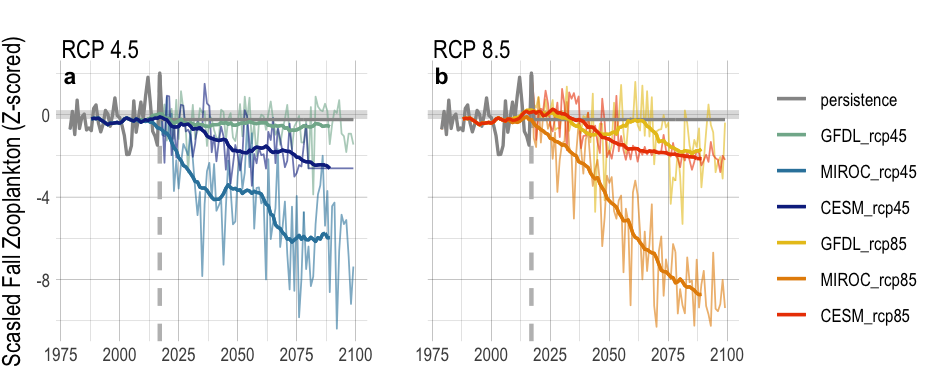 RCP 4.5
RCP 8.5
a
b
Scasled Fall Zooplankton (Z-scored)
0
-4
-8
1975 2000 2025 2050 2075 2100
1975 2000 2025 2050 2075 2100
persistence
GFDL_rcp45
MIROC_rcp45
CESM_rcp45
GFDL_rcp85
MIROC_rcp85
CESM_rcp85